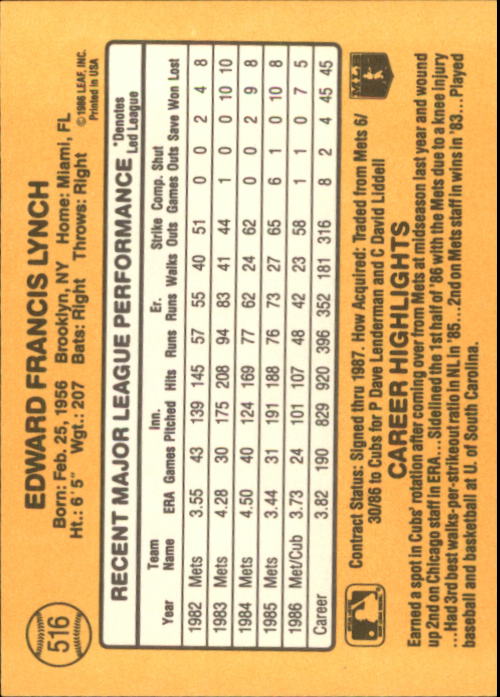 516
EDWARD FRANCIS LYNCH
Born: Feb. 25, 1956 Brooklyn, NY Home: Miami, FL
Ht.: 6' 5" Wgt.: 207 Bats: Right Throws: Right
© 1986 LEAF, INC.
Printed in USA
RECENT MAJOR LEAGUE PERFORMANCE *Denotes Led League
Year Team Name ERA Games Inn. Pitched Hits Runs Er. Runs Walks Strike Outs Comp. Games Shut Outs Save Won Lost
1982 Mets 3.55 43 139 145 57 55 40 51 0 0 2 4 8
1983 Mets 4.28 30 175 208 94 83 41 44 1 0 0 10 10
1984 Mets 4.50 40 124 169 77 62 24 62 0 0 2 9 8
1985 Mets 3.44 31 191 188 76 73 27 65 6 1 0 10 8
1986 Met/Cub 3.73 24 101 107 48 42 23 58 1 1 0 7 5
Career 3.82 190 829 920 396 352 181 316 8 2 4 45 45
Contract Status: Signed thru 1987. How Acquired: Traded from Mets 6/
30/86 to Cubs for P Dave Lenderman and C David Liddell
CAREER HIGHLIGHTS
MLB
Earned a spot in Cubs' rotation after coming over from Mets at midseason last year and wound
up 2nd on Chicago staff in ERA... Sidelined the 1st half of '86 with the Mets due to a knee injury
...Had 3rd best walks-per-strikeout ratio in NL in '85...2nd on Mets staff in wins in '83...Played
baseball and basketball at U. of South Carolina.